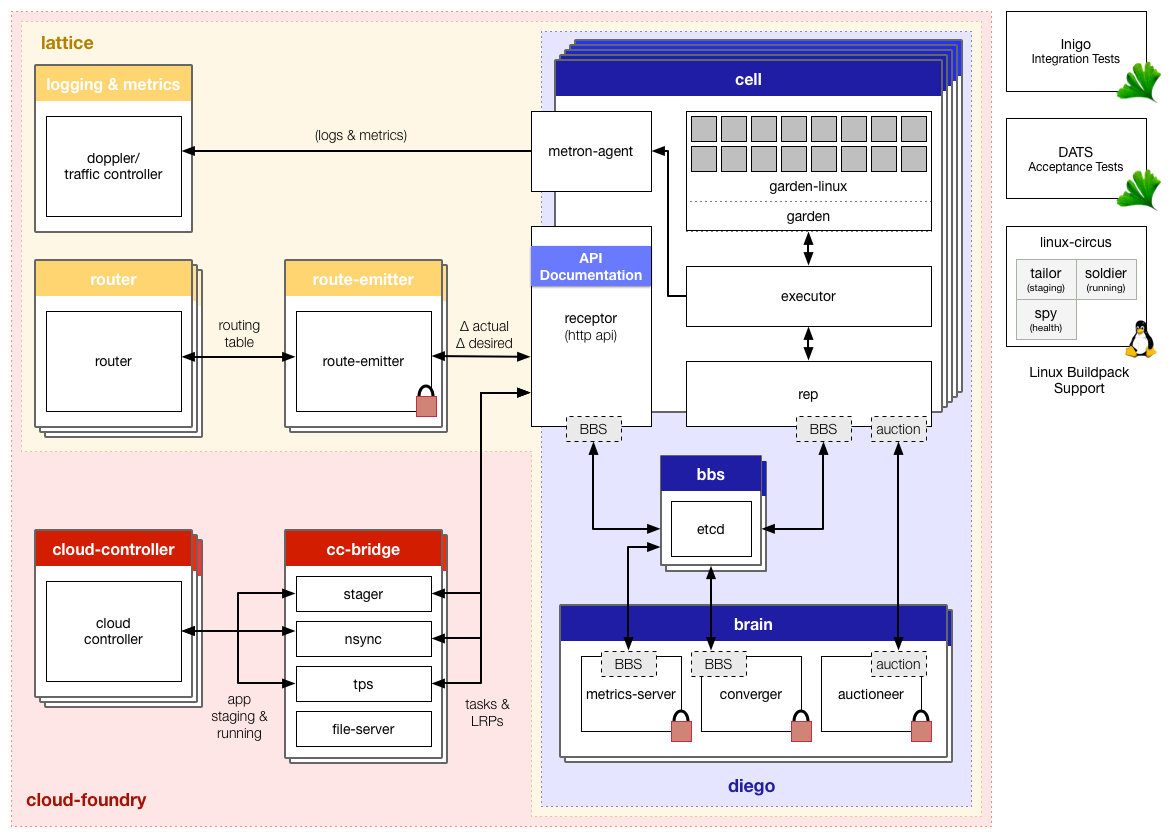 lattice
logging & metrics
doppler/
traffic controller
(logs & metrics)
router
router
routing
table
route-emitter
route-emitter
Δ actual
Δ desired
cell
metron-agent
garden-linux
garden
API
Documentation
receptor
(http api)
executor
rep
BBS
BBS
auction
bbs
etcd
cloud-controller
cloud
controller
app
staging &
running
cc-bridge
stager
nsync
tps
file-server
tasks &
LRPs
brain
BBS
metrics-server
BBS
converger
auction
auctioneer
diego
cloud-foundry
Inigo
Integration Tests
DATS
Acceptance Tests
linux-circus
tailor
(staging)
soldier
(running)
spy
(health)
Linux Buildpack
Support